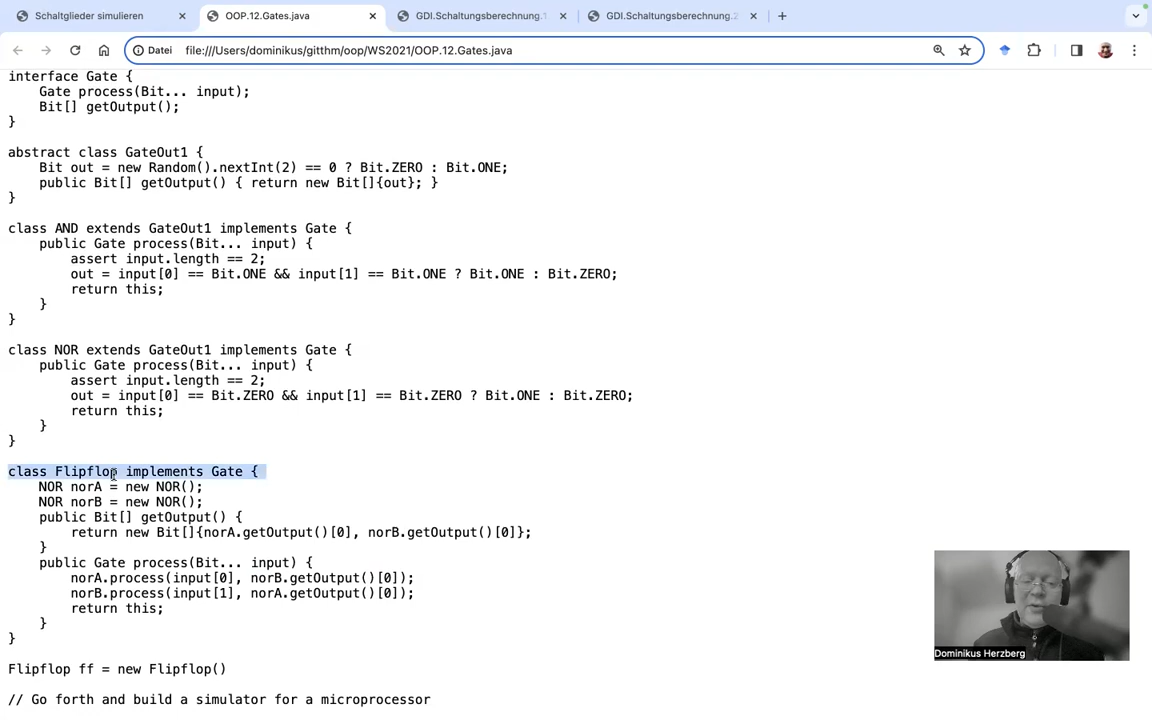 Schaltglieder simulieren
OOP.12.Gates.java
GDI.Schaltungsberechnung.1
GDI.Schaltungsberechnung.2
Datei
file:///Users/dominikus/gitthm/oop/WS2021/OOP.12.Gates.java
interface Gate {
    Gate process(Bit... input);
    Bit[] getOutput();
}
abstract class GateOut1 {
    Bit out = new Random().nextInt(2) == 0 ? Bit.ZERO : Bit.ONE;
    public Bit[] getOutput() { return new Bit[]{out}; }
}
class AND extends GateOut1 implements Gate {
    public Gate process(Bit... input) {
        assert input.length == 2;
        out = input[0] == Bit.ONE && input[1] == Bit.ONE ? Bit.ONE : Bit.ZERO;
        return this;
    }
}
class NOR extends GateOut1 implements Gate {
    public Gate process(Bit... input) {
        assert input.length == 2;
        out = input[0] == Bit.ZERO && input[1] == Bit.ZERO ? Bit.ONE : Bit.ZERO;
        return this;
    }
}
class Flipflop implements Gate {
    NOR norA = new NOR();
    NOR norB = new NOR();
    public Bit[] getOutput() {
        return new Bit[]{norA.getOutput()[0], norB.getOutput()[0]};
    }
    public Gate process(Bit... input) {
        norA.process(input[0], norB.getOutput()[0]);
        norB.process(input[1], norA.getOutput()[0]);
        return this;
    }
}
Flipflop ff = new Flipflop()
// Go forth and build a simulator for a microprocessor
Dominikus Herzberg